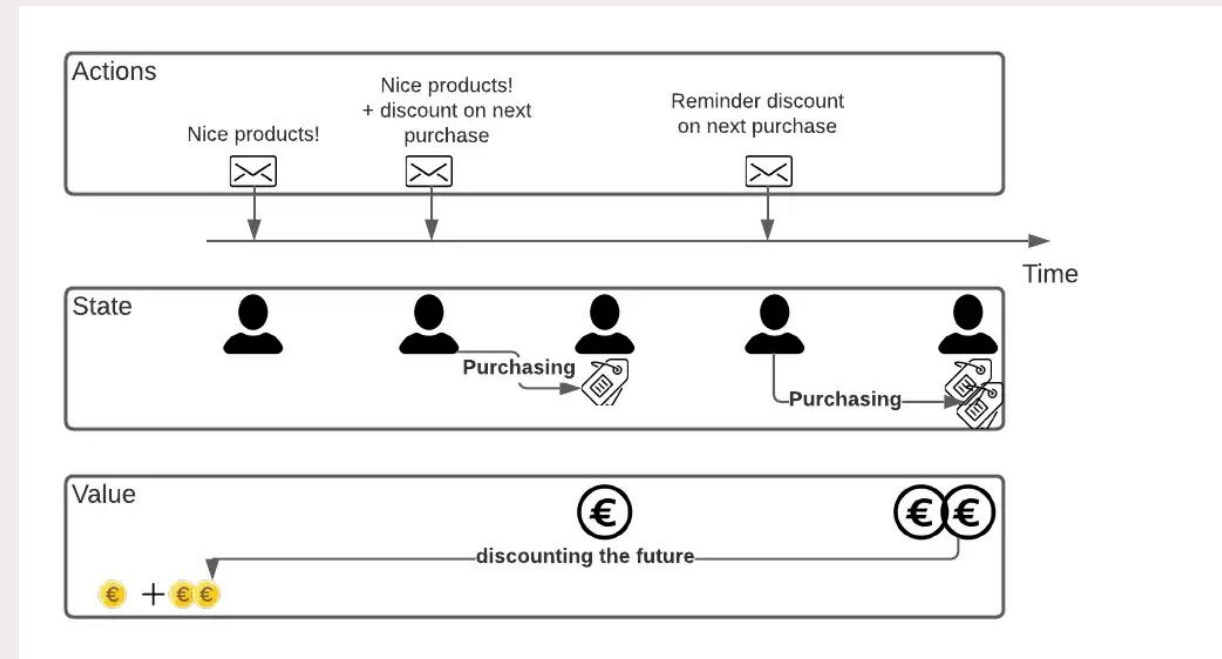 Actions
Nice products!
Nice products!
+ discount on next
purchase
Reminder discount
on next purchase
Time
State
Purchasing
Purchasing
Value
€
€ €
discounting the future
€ + € €